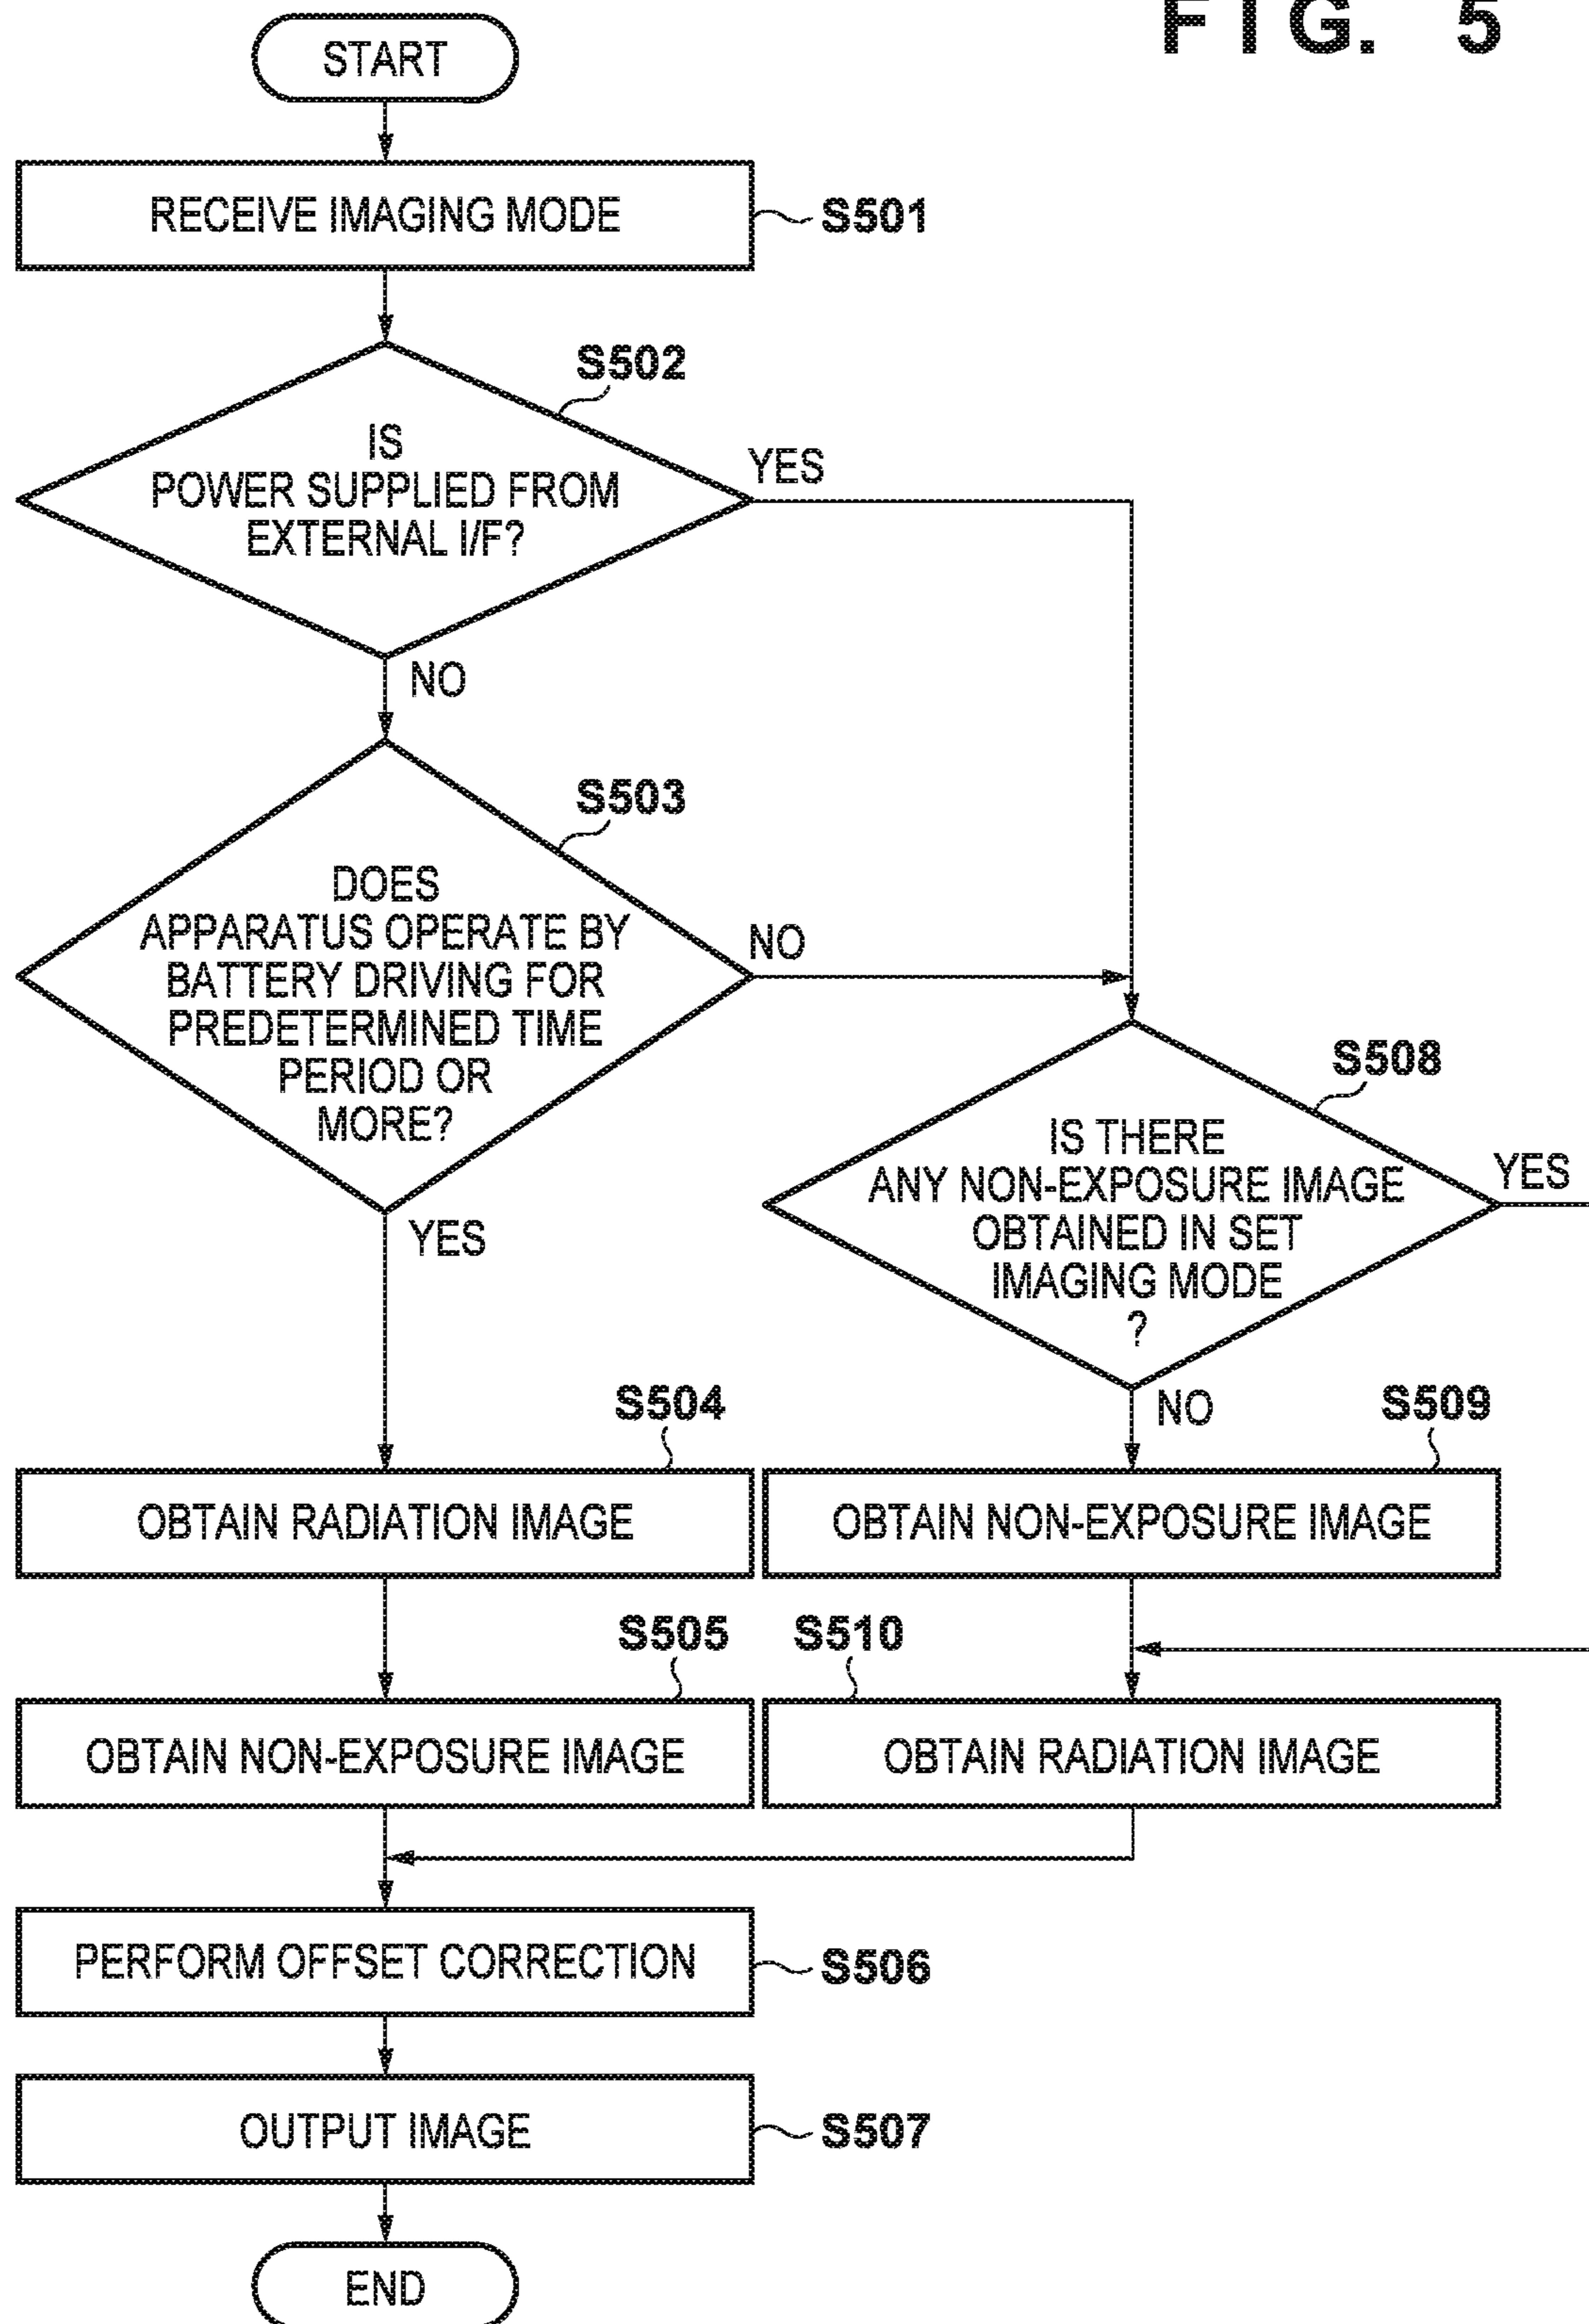 FIG. 5
START
RECEIVE IMAGING MODE
S501
S502
IS
POWER SUPPLIED FROM
EXTERNAL I/F?
YES
NO
S503
DOES
APPARATUS OPERATE BY
BATTERY DRIVING FOR
PREDETERMINED TIME
PERIOD OR
MORE?
NO
YES
S508
IS THERE
ANY NON-EXPOSURE IMAGE
OBTAINED IN SET
IMAGING MODE
?
YES
NO
S504
OBTAIN RADIATION IMAGE
S509
OBTAIN NON-EXPOSURE IMAGE
S505
OBTAIN NON-EXPOSURE IMAGE
S510
OBTAIN RADIATION IMAGE
PERFORM OFFSET CORRECTION
S506
OUTPUT IMAGE
S507
END